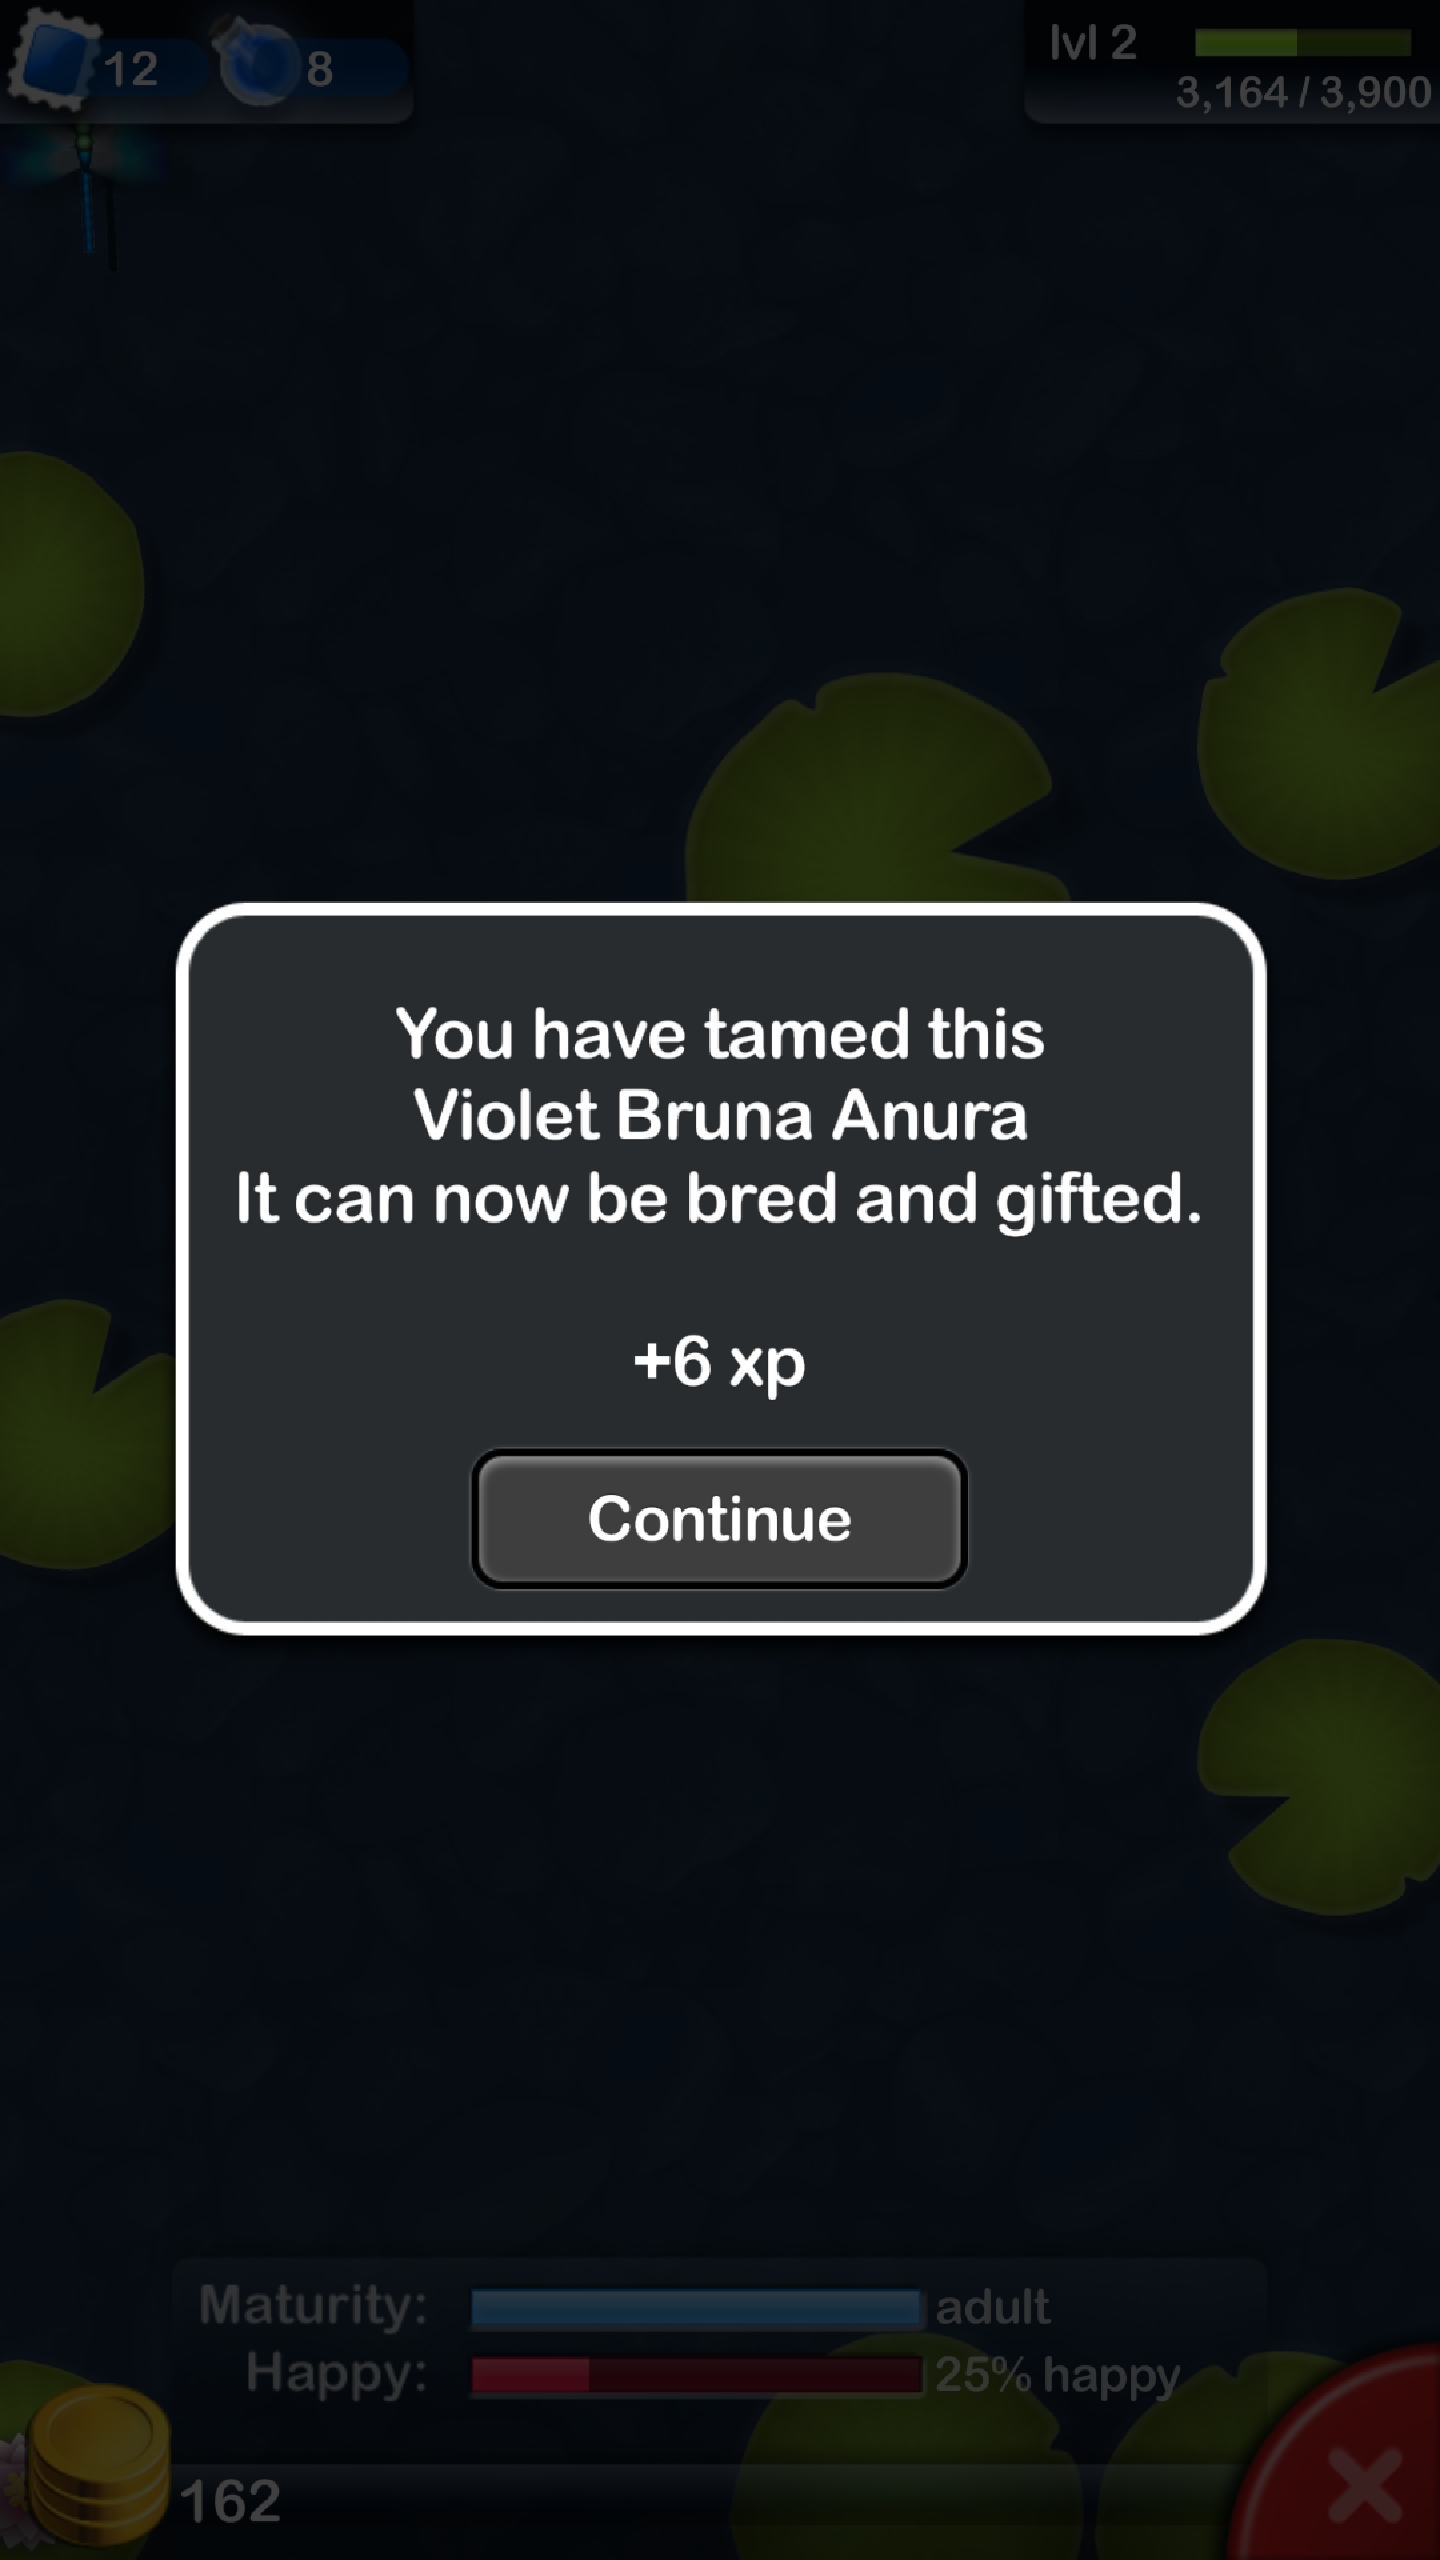 12
8
lvl 2
3,164 / 3,900
You have tamed this
Violet Bruna Anura
It can now be bred and gifted.
+6 xp
Continue
Maturity: adult
Happy: 25% happy
162